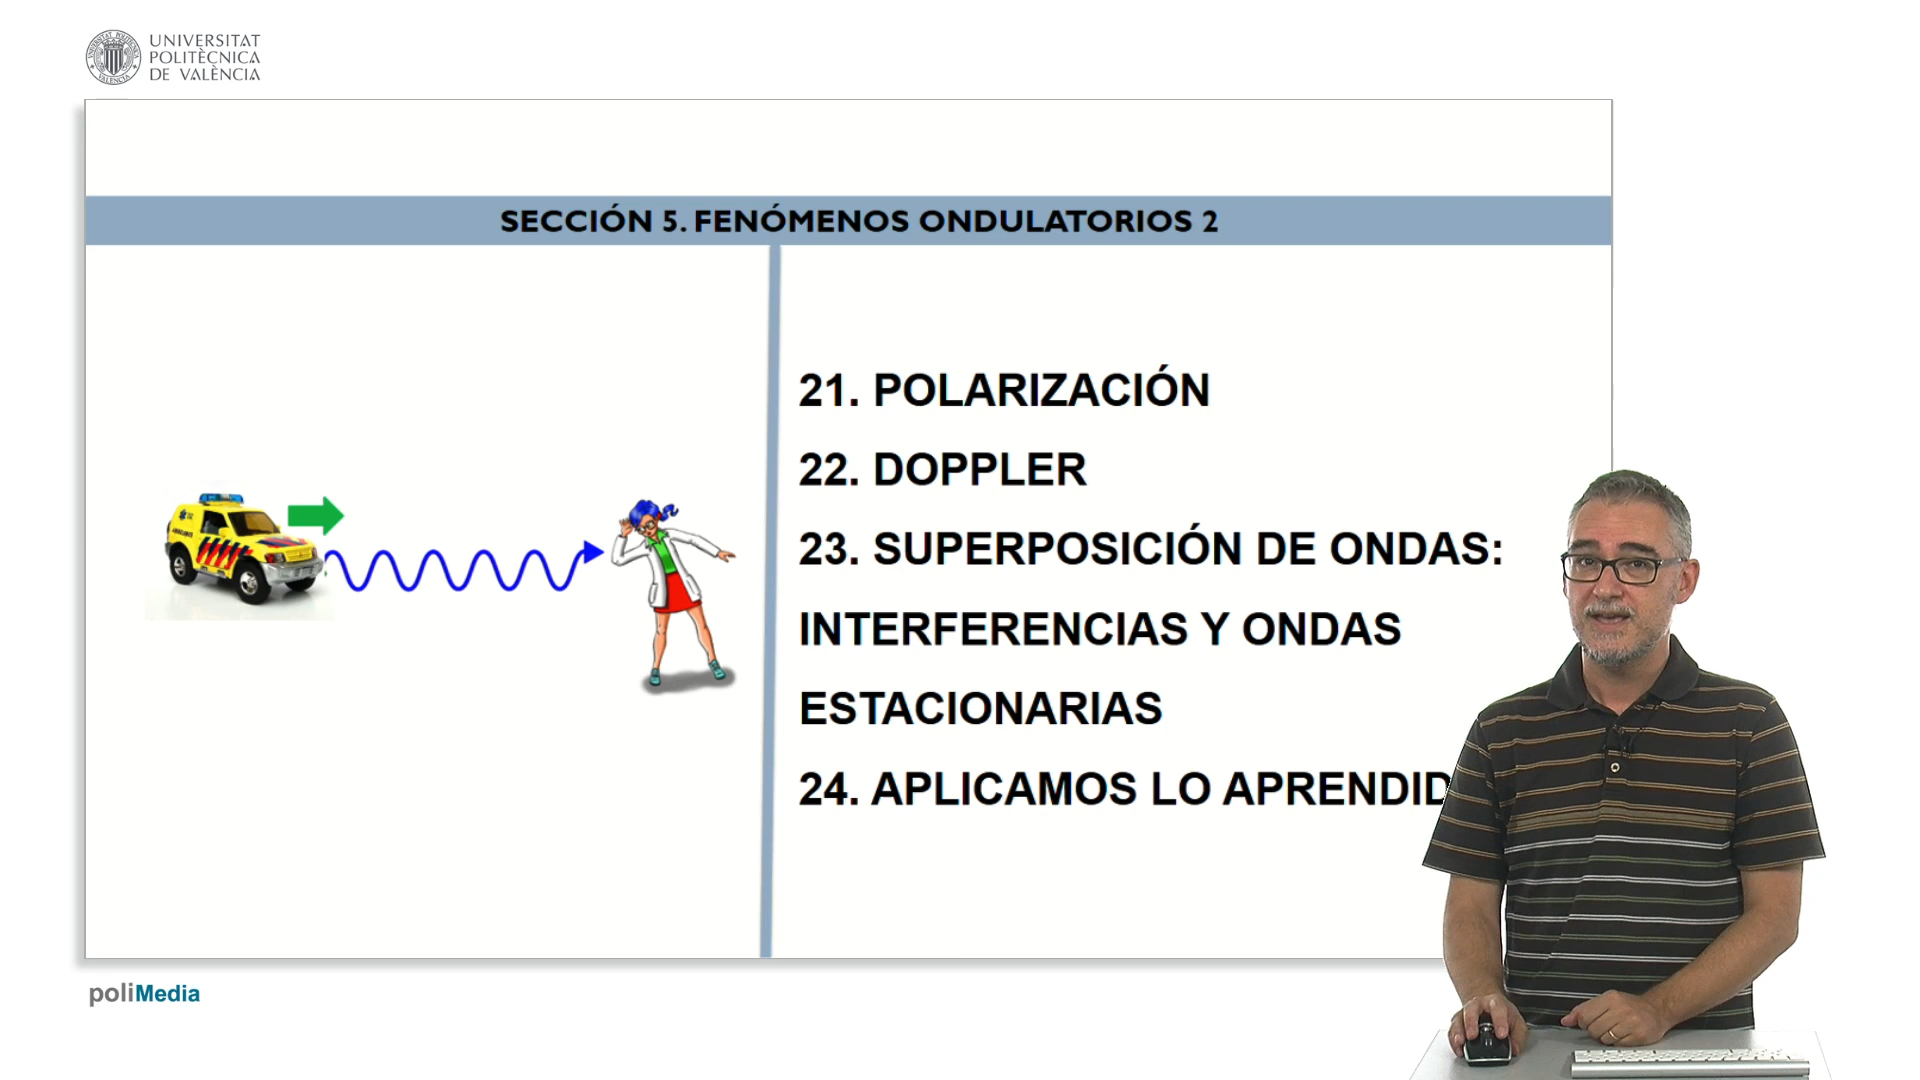 UNIVERSITAT
POLITÈCNICA
DE VALÈNCIA
SECCIÓN 5. FENÓMENOS ONDULATORIOS 2
21. POLARIZACIÓN
22. DOPPLER
23. SUPERPOSICIÓN DE ONDAS:
INTERFERENCIAS Y ONDAS
ESTACIONARIAS
24. APLICAMOS LO APRENDID
poliMedia